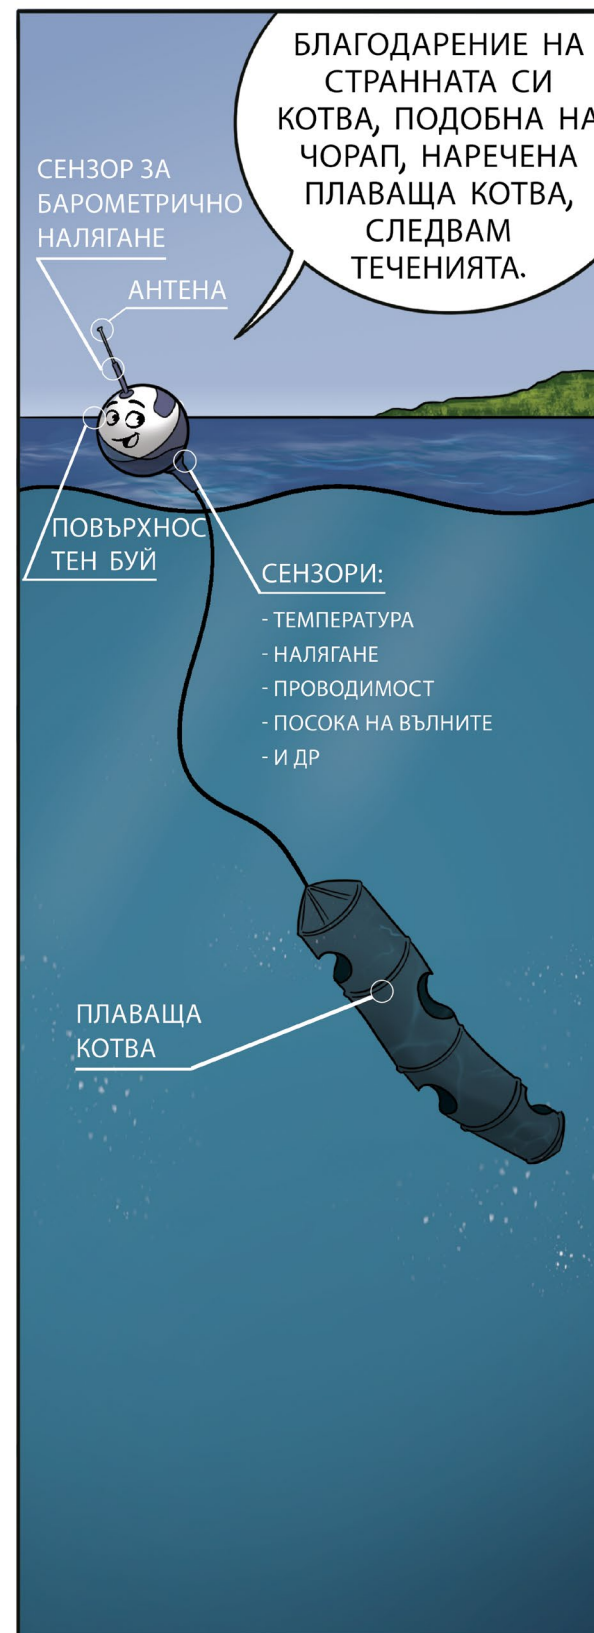 БЛАГОДАРЕНИЕ НА
СТРАННАТА СИ
КОТВА, ПОДОБНА НА
ЧОРАП, НАРЕЧЕНА
ПЛАВАЩА КОТВА,
СЛЕДВАМ
ТЕЧЕНИЯТА.
СЕНЗОР ЗА
БАРОМЕТРИЧНО
НАЛЯГАНЕ
АНТЕНА
ПОВЪРХНОС
ТЕН БУЙ
СЕНЗОРИ:
- ТЕМПЕРАТУРА
- НАЛЯГАНЕ
- ПРОВОДИМОСТ
- ПОСОКА НА ВЪЛНИТЕ
- И ДР
ПЛАВАЩА
КОТВА